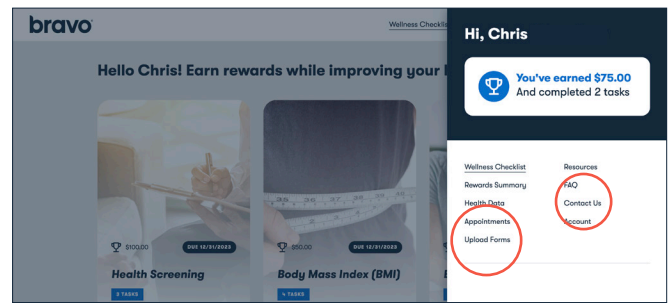 bravo
Wellness Checklis
Hello Chris! Earn rewards while improving your
$100.00
DUE 12/31/2023
Health Screening
3 TASKS
$50.00
DUE 12/31/2023
Body Mass Index (BMI)
4 TASKS
Hi, Chris
You've earned $75.00
And completed 2 tasks
Wellness Checklist
Resources
Rewards Summary
FAQ
Health Data
Contact Us
Appointments
Account
Upload Forms